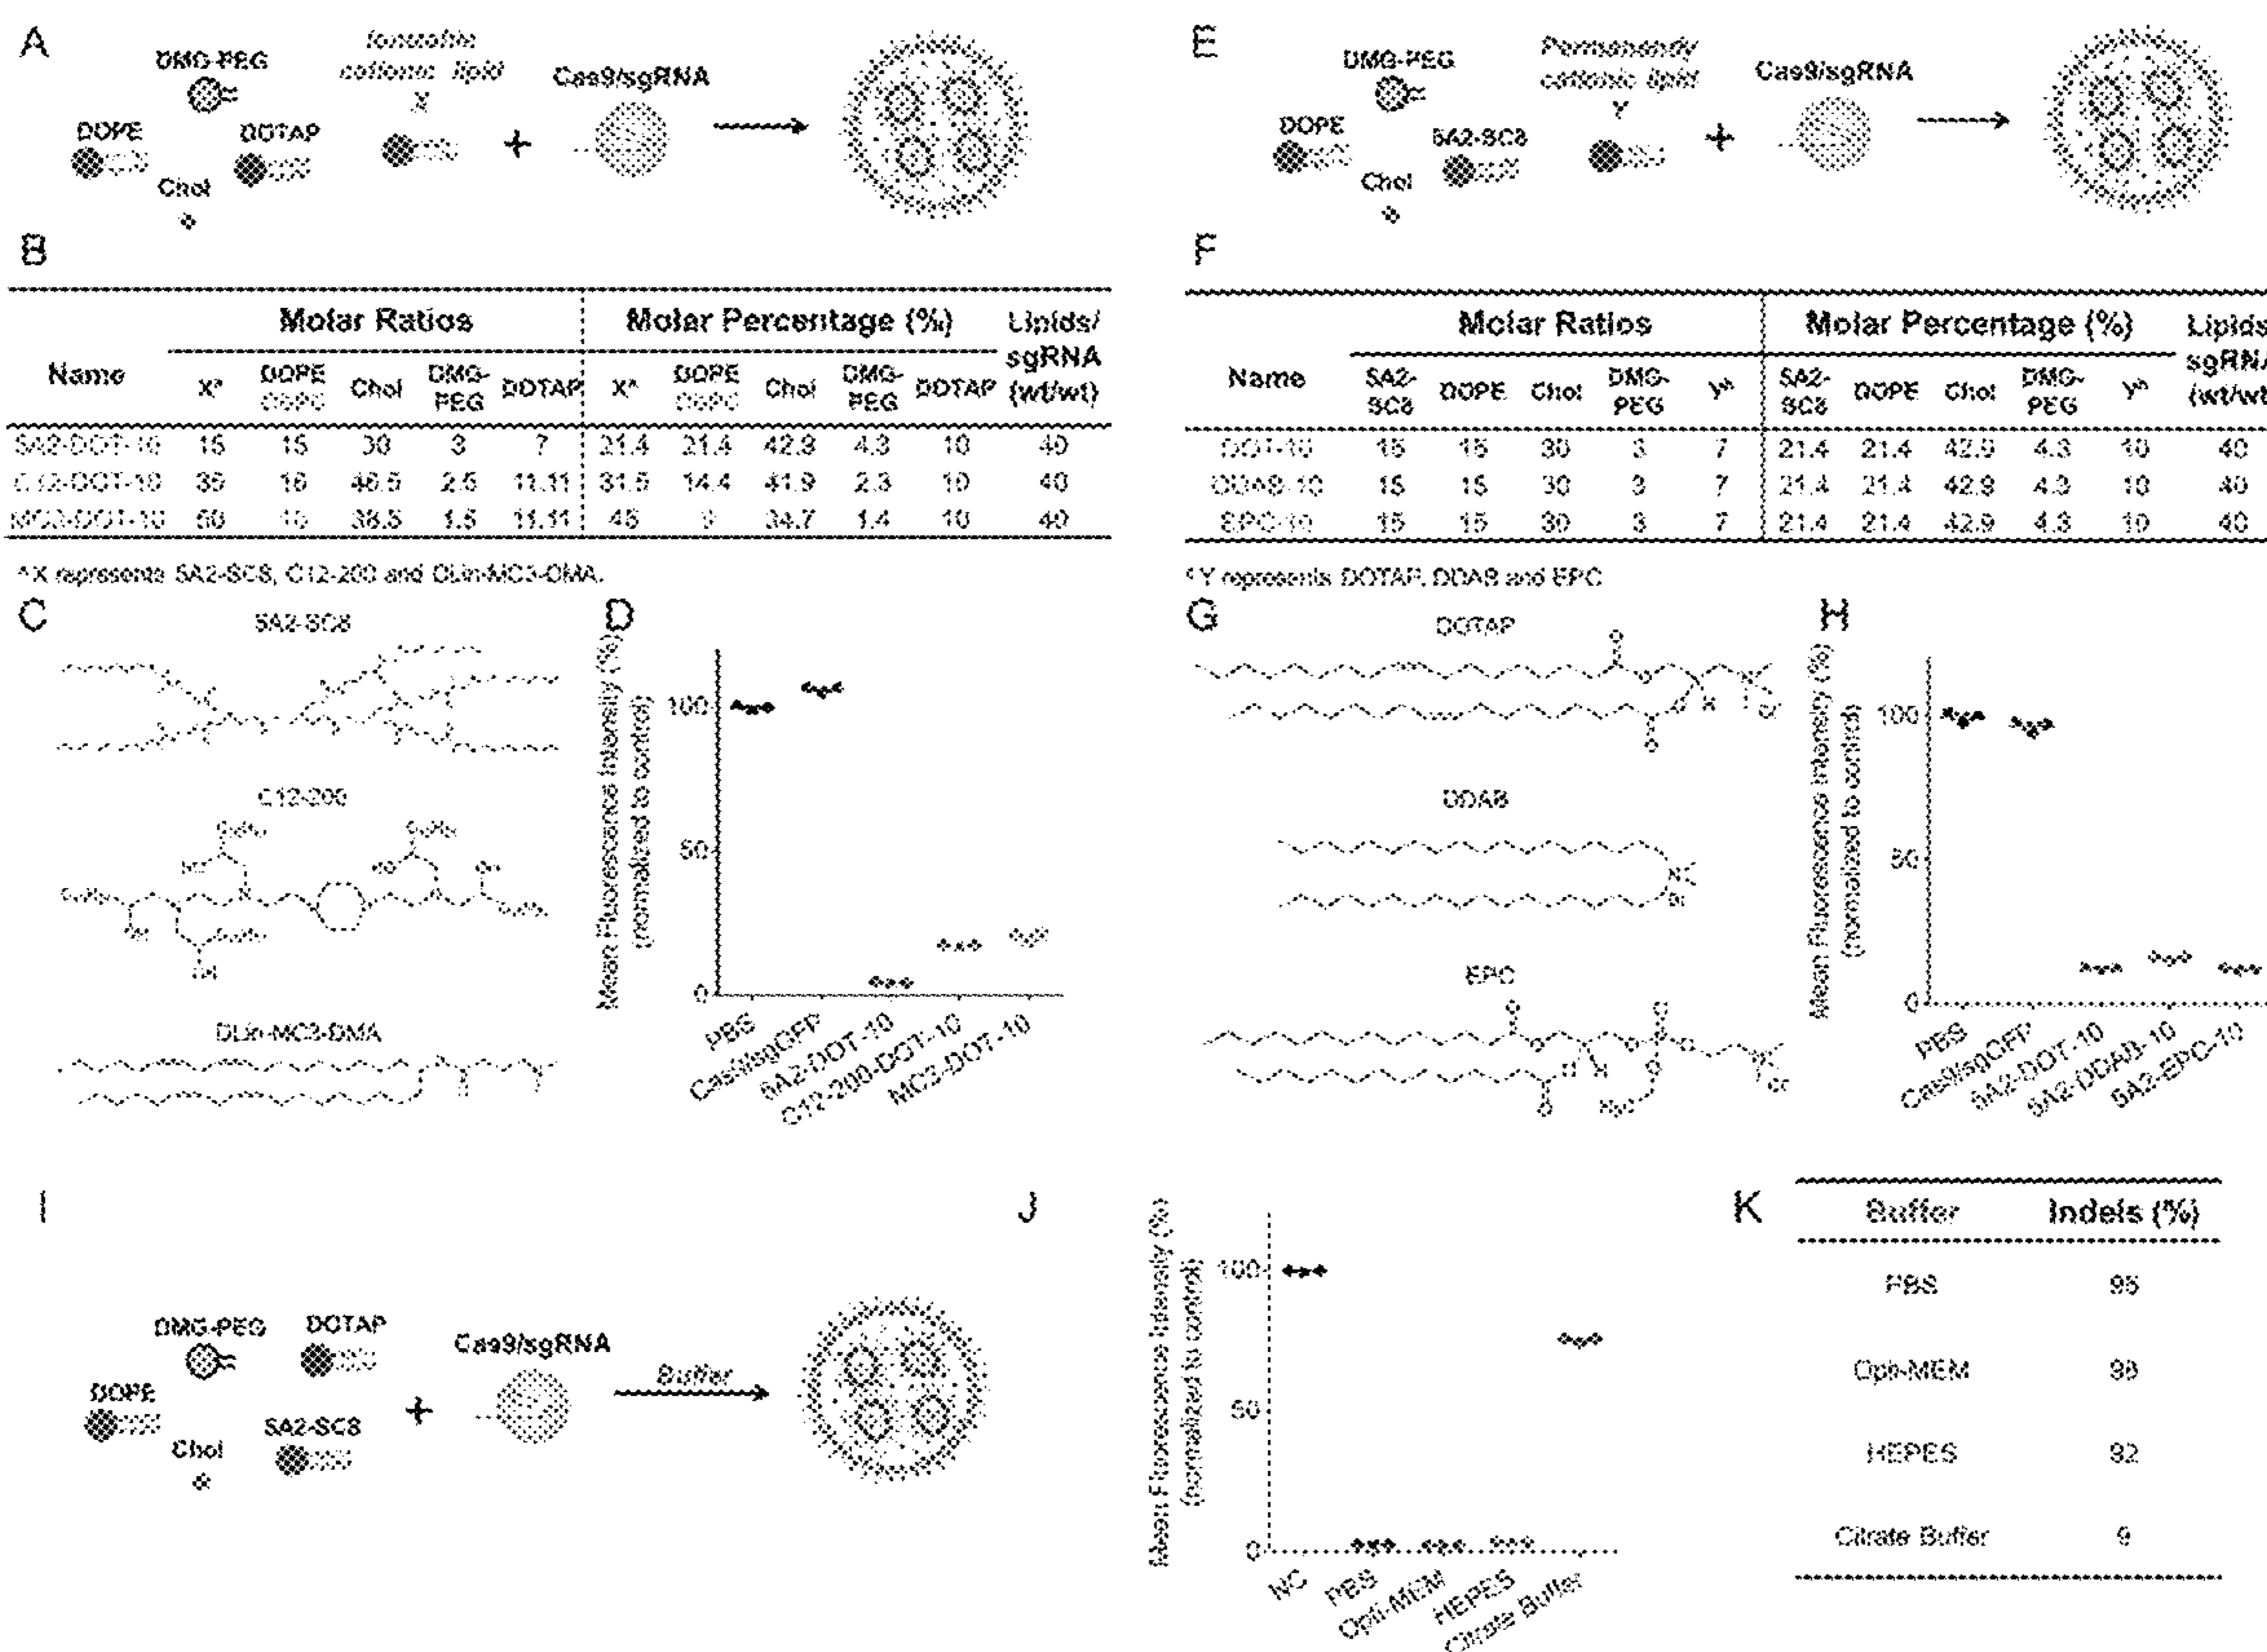 A
DMG-PEG
cationic lipid
X
Cas9/sgRNA
DOPE
DOTAP
+
Chol
E
DMG-PEG
Permanently
cationic lipid
Y
Cas9/sgRNA
DOPE
5A2-SC8
+
Chol
B
Molar Ratios Molar Percentage (%) Lipids/
sgRNA
(wt/wt)
Name X DOPE Chol DMG-PEG DOTAP X DOPE Chol DMG-PEG DOTAP
DSPC DSPC
5A2-DOT-10 15 15 30 3 7 21.4 21.4 42.9 4.3 10 40
C12-DOT-10 35 16 46.5 2.5 11.11 31.5 14.4 41.9 2.3 10 40
MC3-DOT-10 50 10 38.5 1.5 11.11 45 9 34.7 1.4 10 40
X represents 5A2-SC8, C12-200 and DLin-MC3-DMA.
F
Molar Ratios Molar Percentage (%) Lipids
sgRNA
(wt/wt
Name 5A2-SC8 DOPE Chol DMG-PEG Y 5A2-SC8 DOPE Chol DMG-PEG Y
DOT-10 15 15 30 3 7 21.4 21.4 42.9 4.3 10 40
DDAB-10 15 15 30 3 7 21.4 21.4 42.9 4.3 10 40
EPC-10 15 15 30 3 7 21.4 21.4 42.9 4.3 10 40
Y represents DOTAP, DDAB and EPC
C
5A2-SC8
C12-200
DLin-MC3-DMA
D
Mean Fluorescence Intensity (%)
(normalized to control)
100
50
0
PBS
Cas9/sgGFP
5A2-DOT-10
C12-200-DOT-10
MC3-DOT-10
G
DOTAP
DDAB
EPC
H
Mean Fluorescence Intensity (%)
(normalized to control)
100
50
0
PBS
Cas9/sgGFP
5A2-DOT-10
5A2-DDAB-10
5A2-EPC-10
I
DMG-PEG
DOTAP
Cas9/sgRNA
Buffer
DOPE
5A2-SC8
+
Chol
J
Mean Fluorescence Intensity (%)
(normalized to control)
100
50
0
NC
PBS
Opti-MEM
HEPES
Citrate Buffer
K
Buffer Indels (%)
PBS 95
Opti-MEM
HEPES 92
Citrate Buffer 9